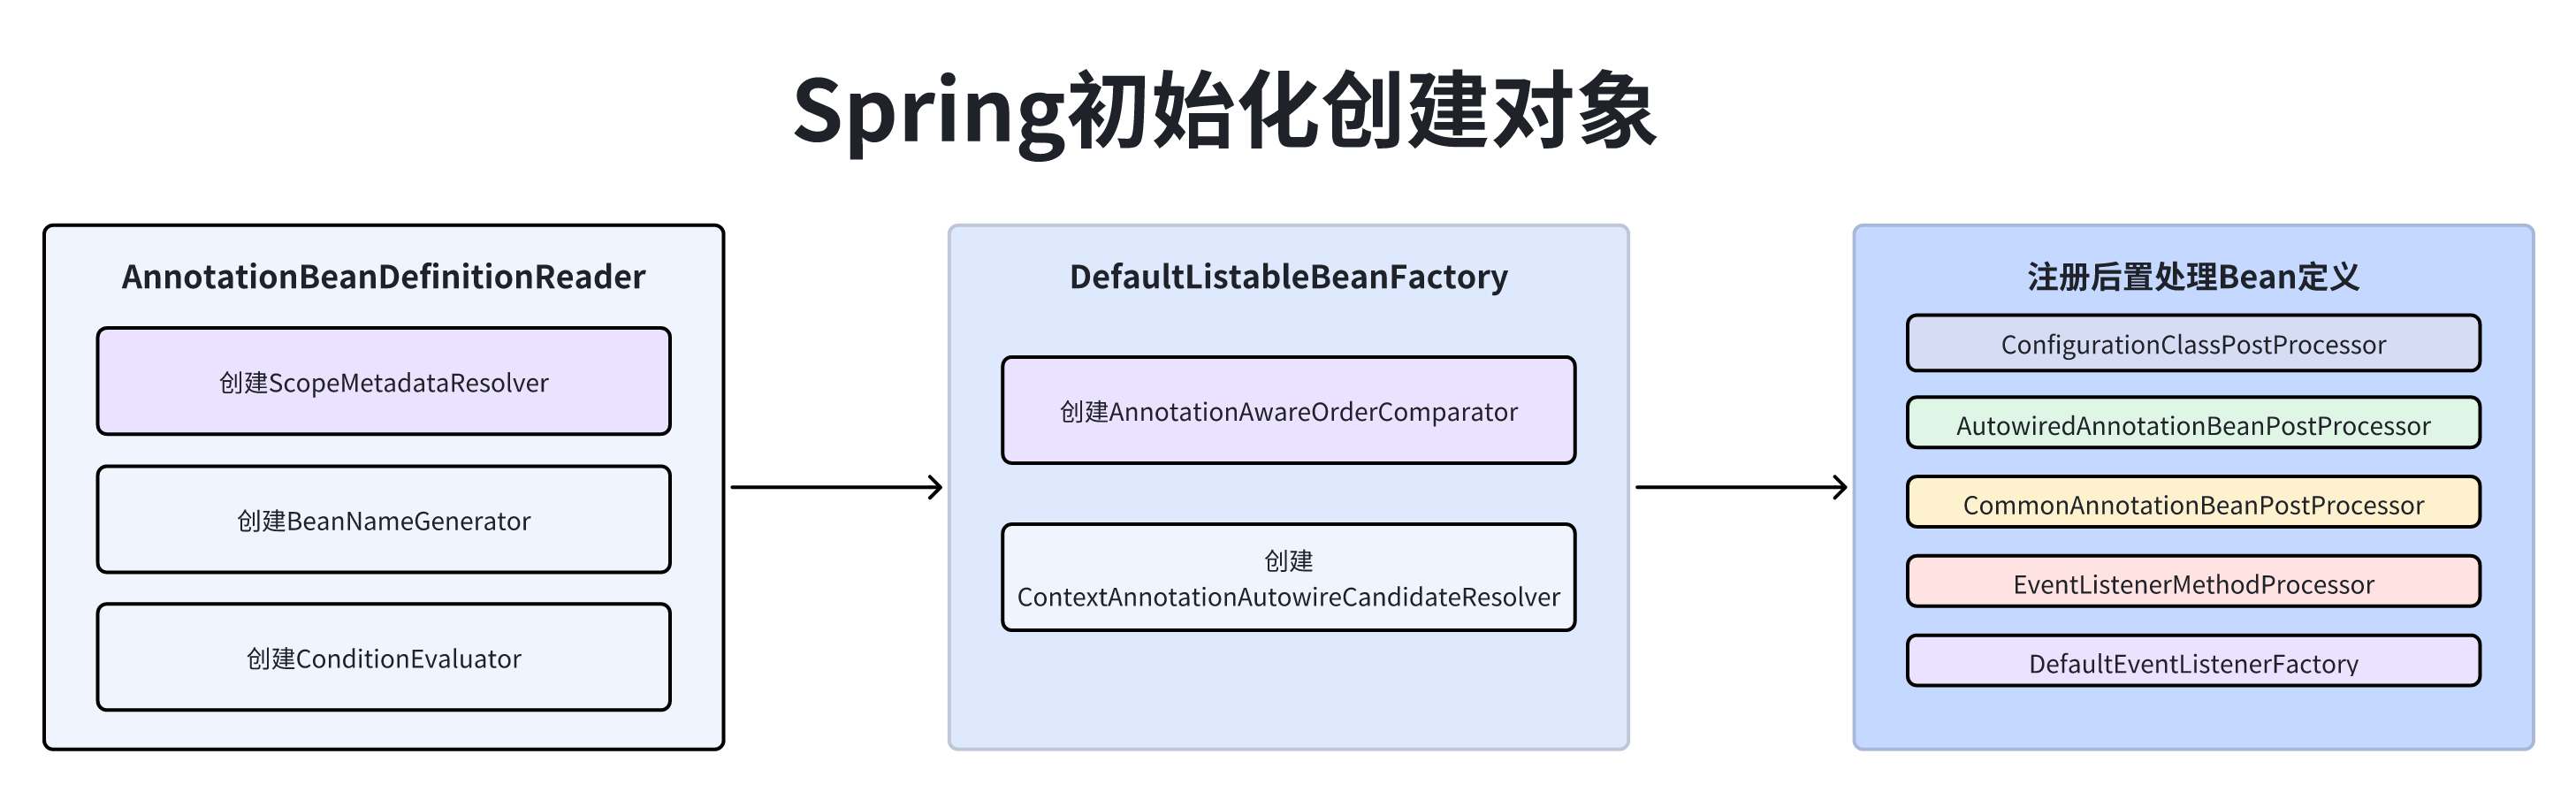 Spring初始化创建对象
AnnotationBeanDefinitionReader
创建ScopeMetadataResolver
创建BeanNameGenerator
创建ConditionEvaluator
DefaultListableBeanFactory
创建AnnotationAwareOrderComparator
创建
ContextAnnotationAutowireCandidateResolver
注册后置处理Bean定义
ConfigurationClassPostProcessor
AutowiredAnnotationBeanPostProcessor
CommonAnnotationBeanPostProcessor
EventListenerMethodProcessor
DefaultEventListenerFactory